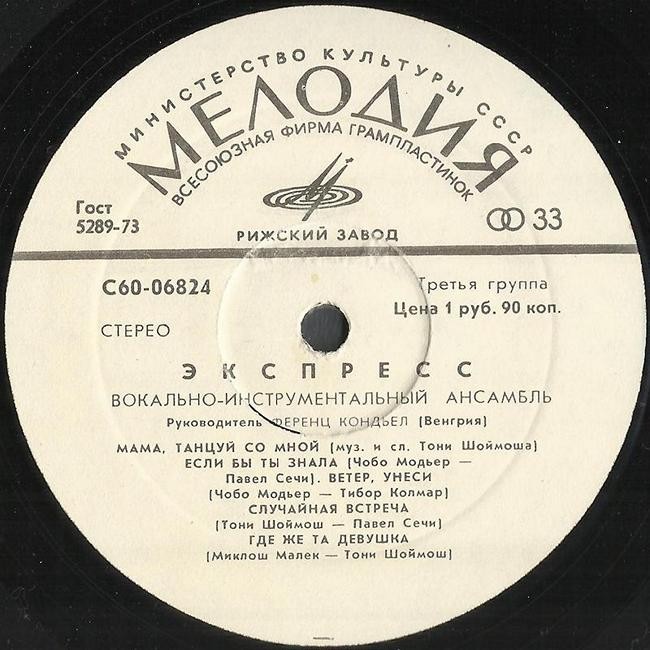 МИНИСТЕРСТВО КУЛЬТУРЫ СССР
МЕЛОДИЯ
ВСЕСОЮЗНАЯ ФИРМА ГРАМПЛАСТИНОК
Гост
5289-73
33
РИЖСКИЙ ЗАВОД
С60-06824
Третья группа
Цена 1 руб. 90 коп.
СТЕРЕО
ЭКСПРЕСС
ВОКАЛЬНО-ИНСТРУМЕНТАЛЬНЫЙ АНСАМБЛЬ
Руководитель ФЕРЕНЦ КОНДЬЕЛ (Венгрия)
МАМА, ТАНЦУЙ СО МНОЙ (муз. и сл. Тони Шоймоша)
ЕСЛИ БЫ ТЫ ЗНАЛА (Чобо Модьер —
Павел Сечи). ВЕТЕР, УНЕСИ
(Чобо Модьер — Тибор Колмар)
СЛУЧАЙНАЯ ВСТРЕЧА
(Тони Шоймош — Павел Сечи)
ГДЕ ЖЕ ТА ДЕВУШКА
(Миклош Малек — Тони Шоймош)